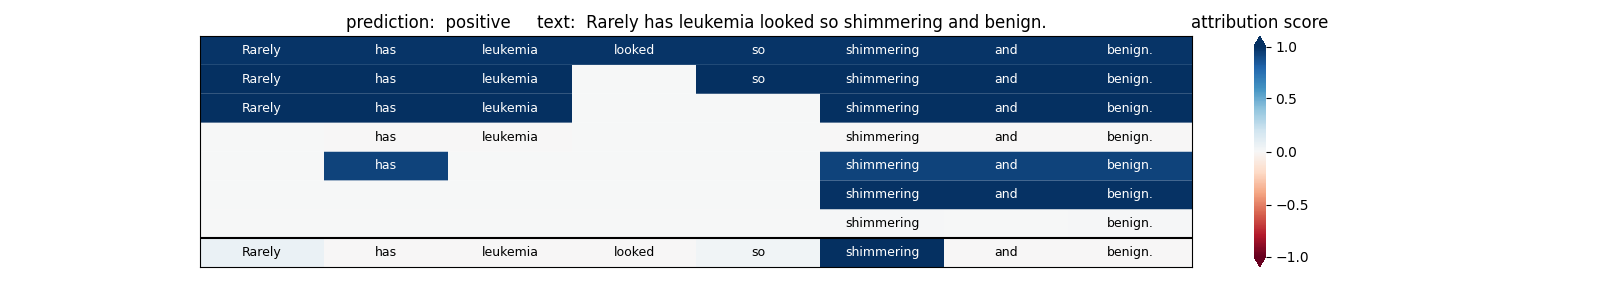 prediction:  positive     text:  Rarely has leukemia looked so shimmering and benign.
attribution score
Rarely has leukemia looked so shimmering and benign.
Rarely has leukemia so shimmering and benign.
Rarely has leukemia shimmering and benign.
has leukemia shimmering and benign.
has shimmering and benign.
shimmering and benign.
shimmering benign.
Rarely has leukemia looked so shimmering and benign.
1.0
0.5
0.0
−0.5
−1.0